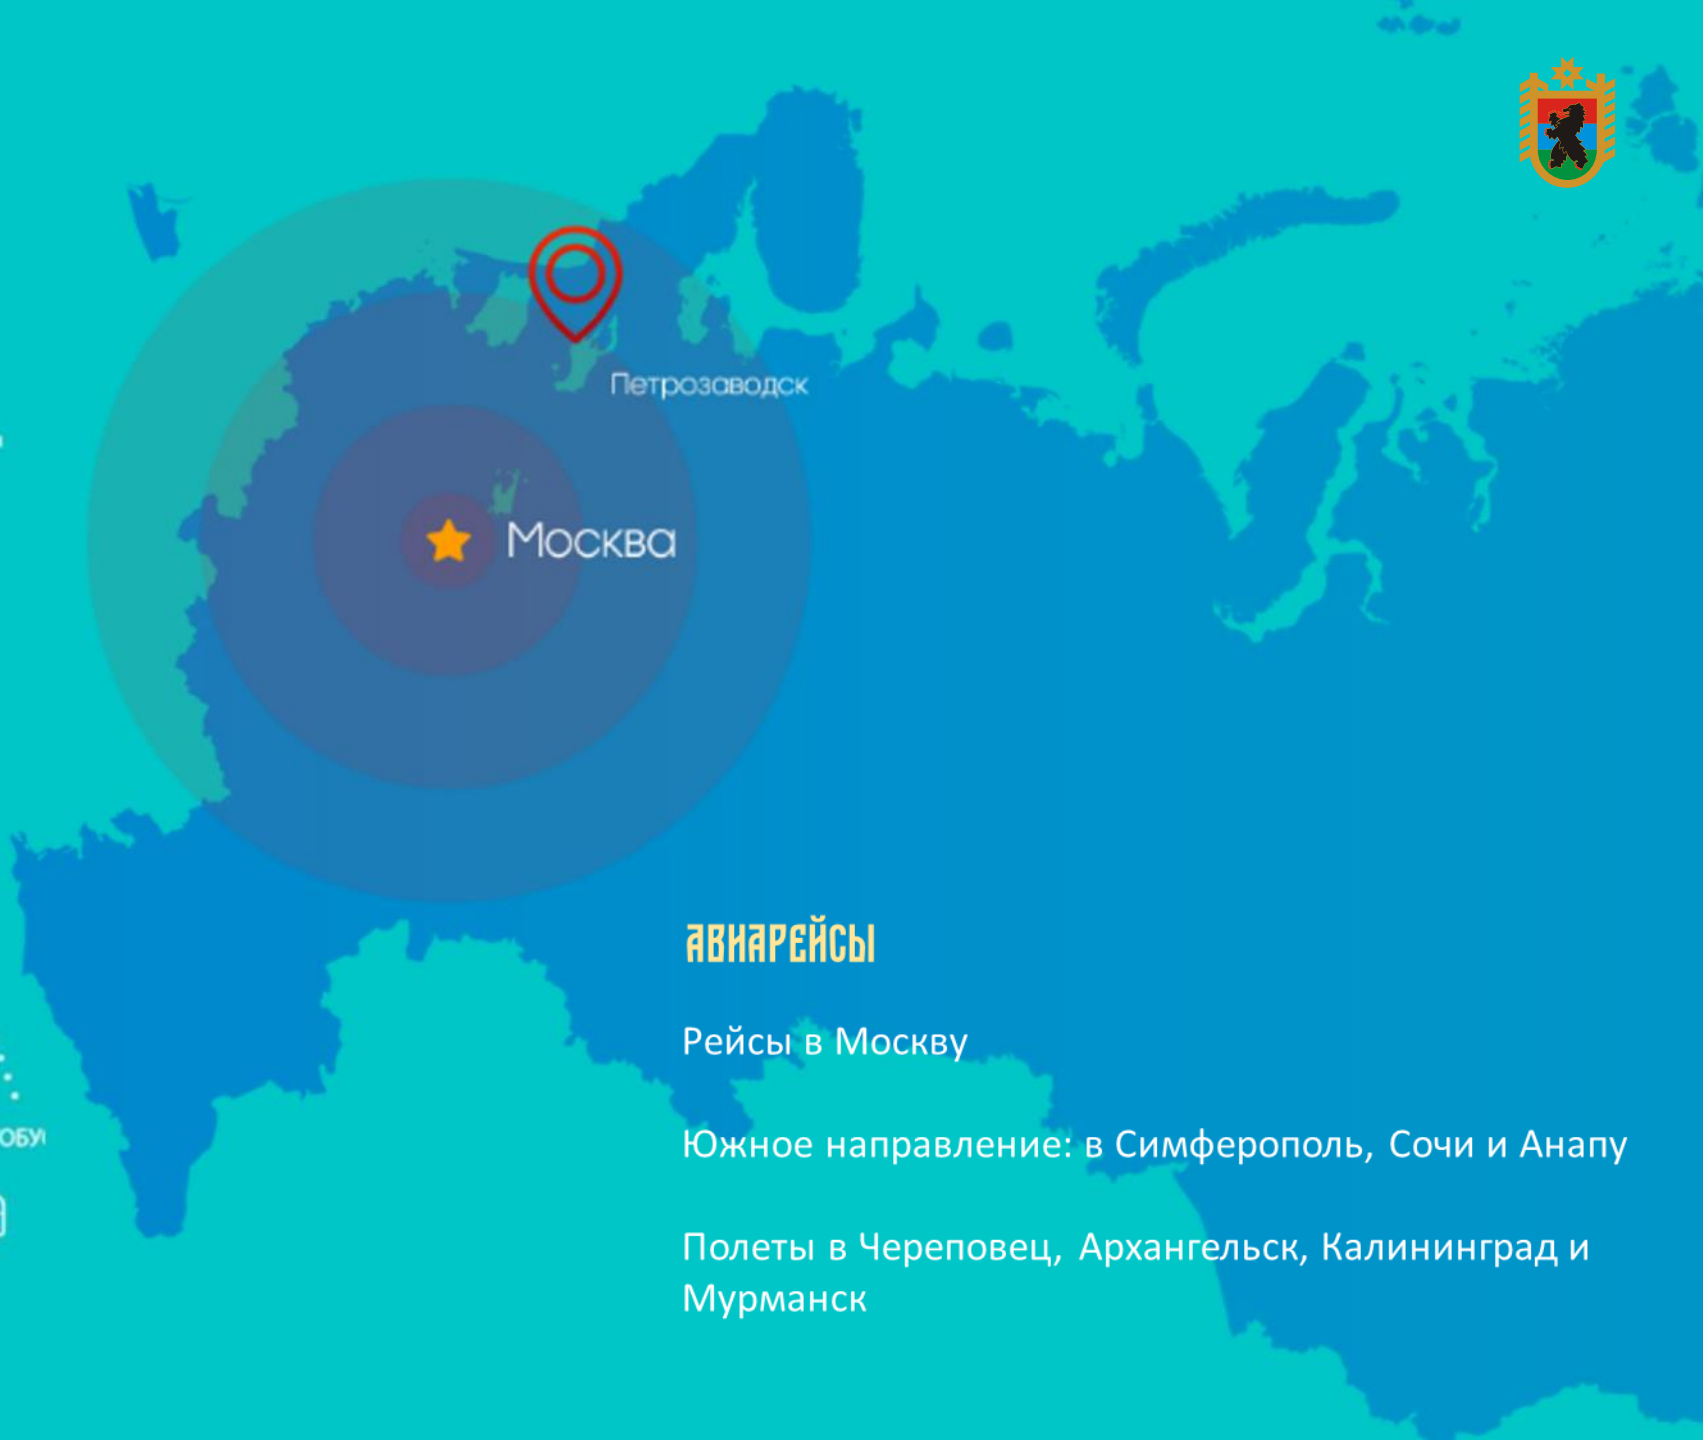 Петрозаводск
Москва
АВИАРЕЙСЫ
Рейсы в Москву
Южное направление: в Симферополь, Сочи и Анапу
Полеты в Череповец, Архангельск, Калининград и
Мурманск